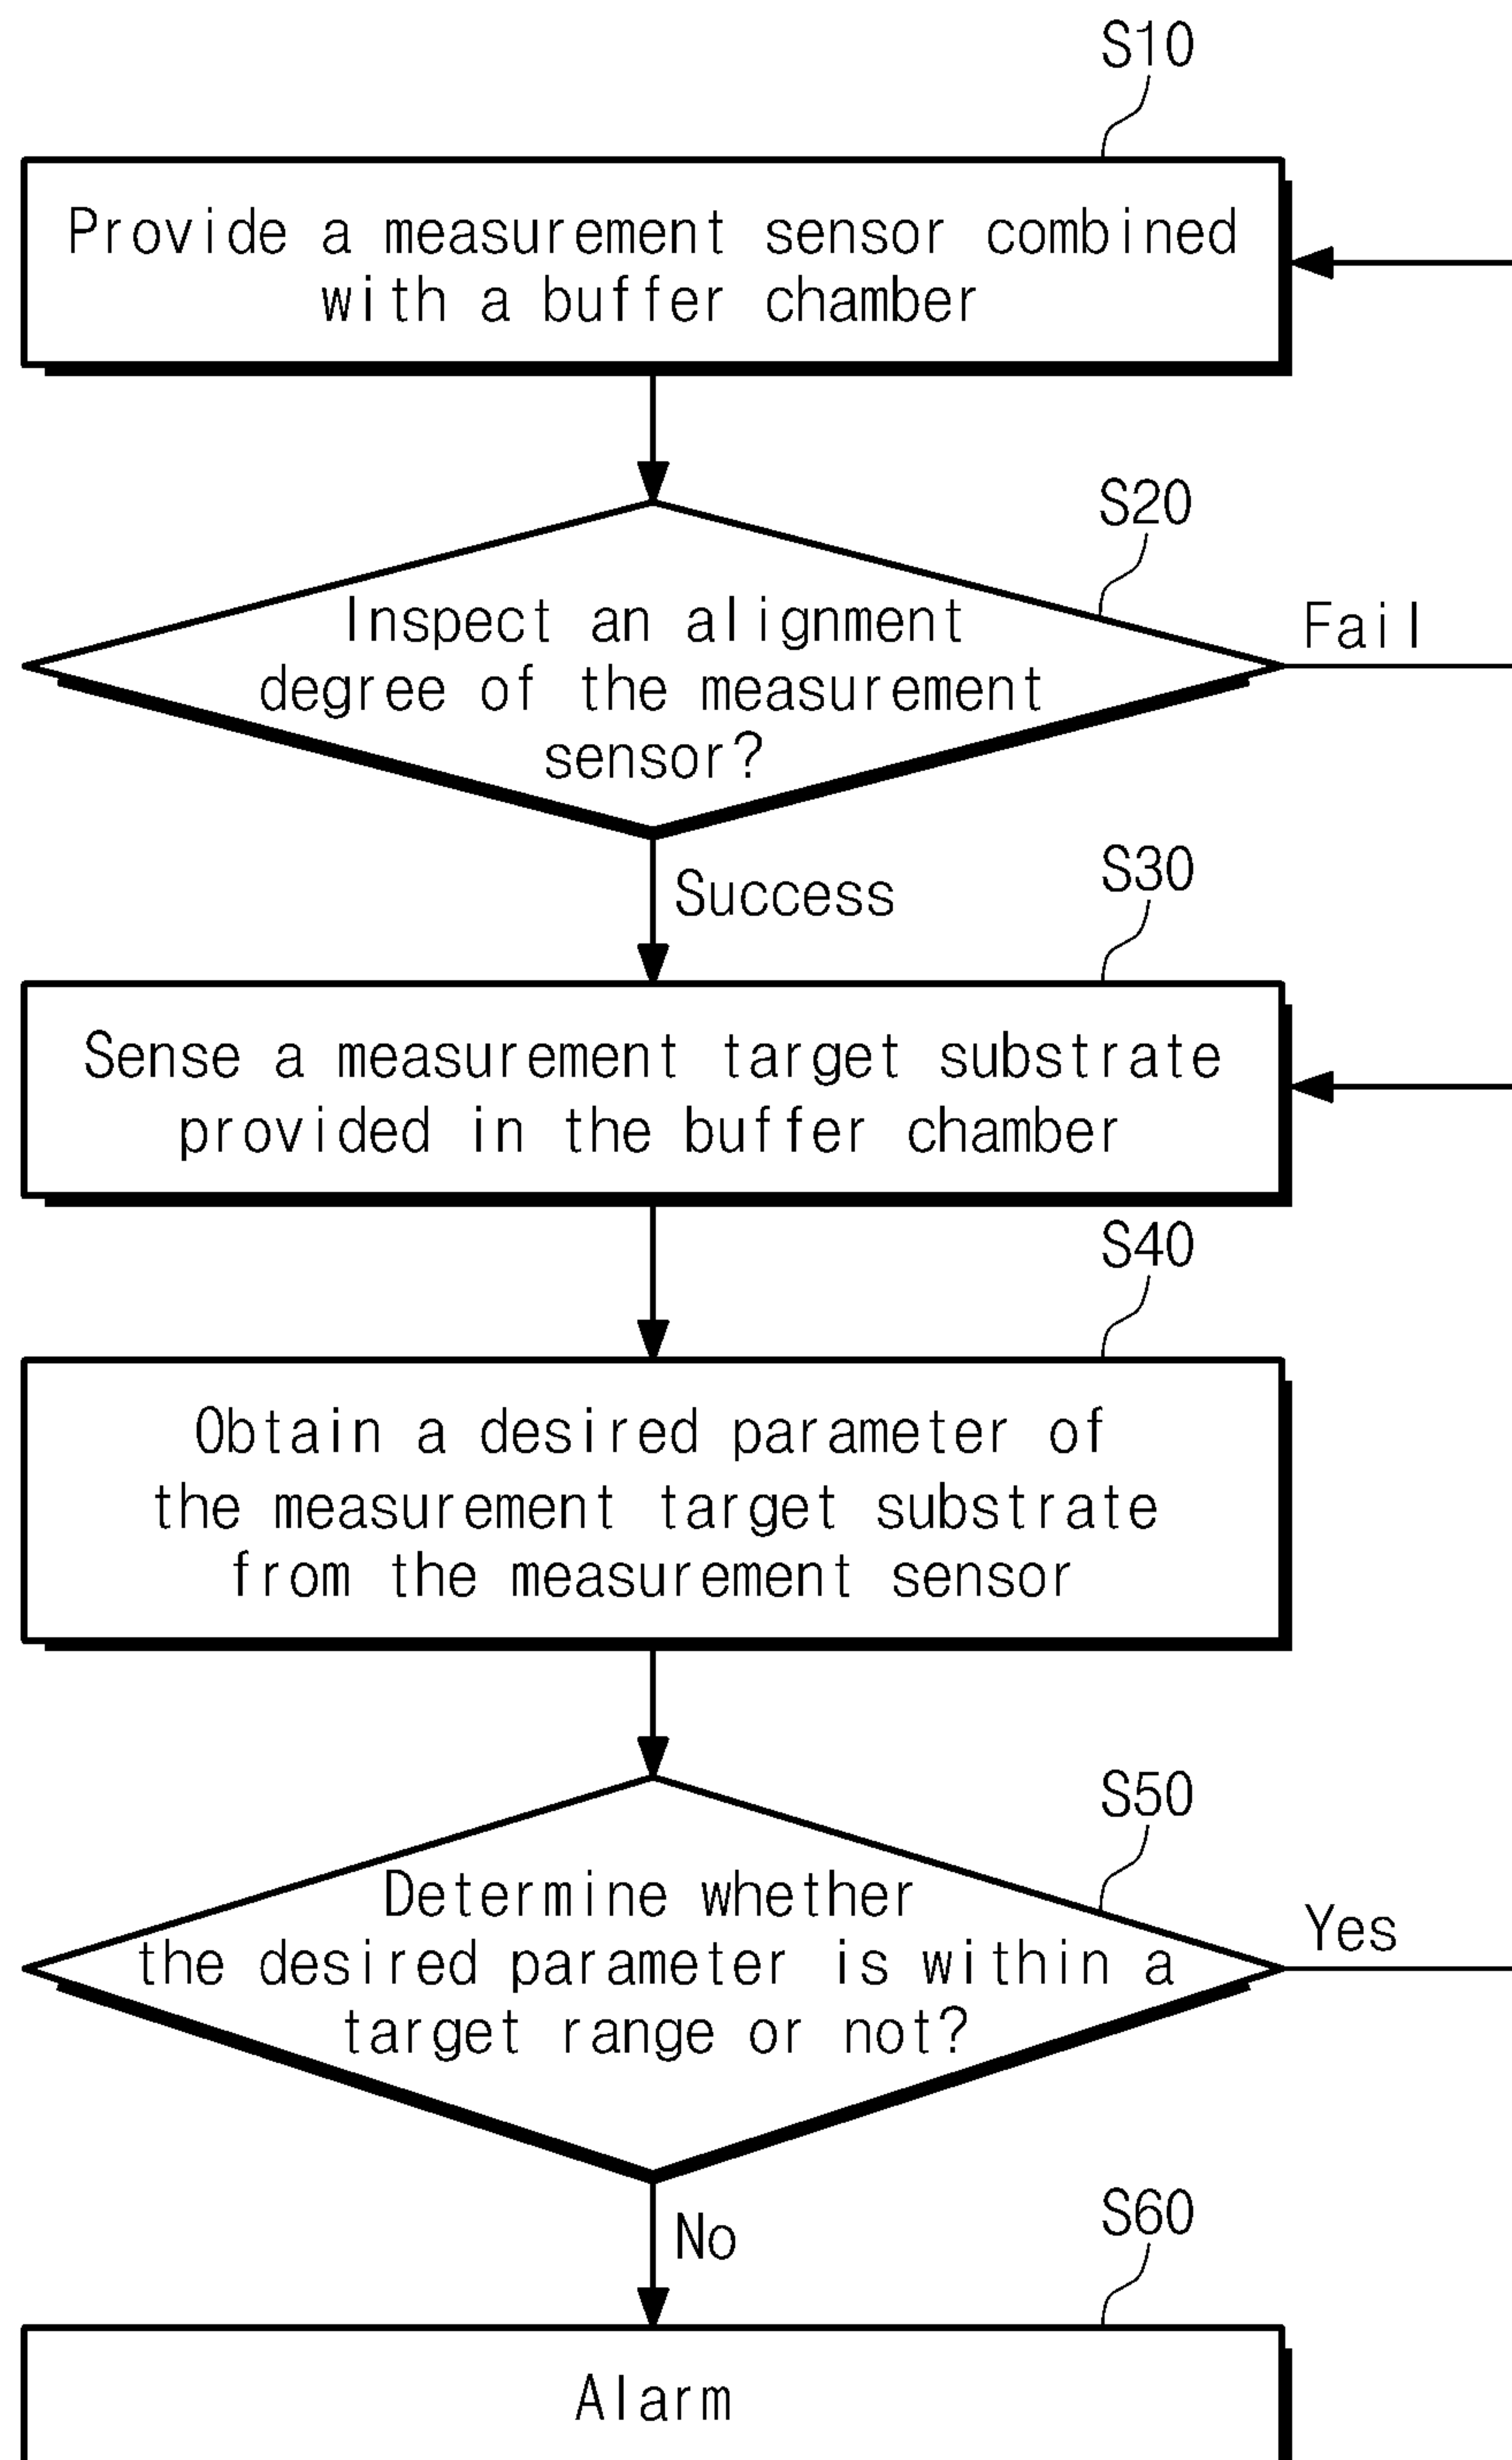 S10
Provide a measurement sensor combined
with a buffer chamber
S20
Inspect an alignment
degree of the measurement
sensor?
Fail
Success
S30
Sense a measurement target substrate
provided in the buffer chamber
S40
Obtain a desired parameter of
the measurement target substrate
from the measurement sensor
S50
Determine whether
the desired parameter is within a
target range or not?
Yes
No
S60
Alarm